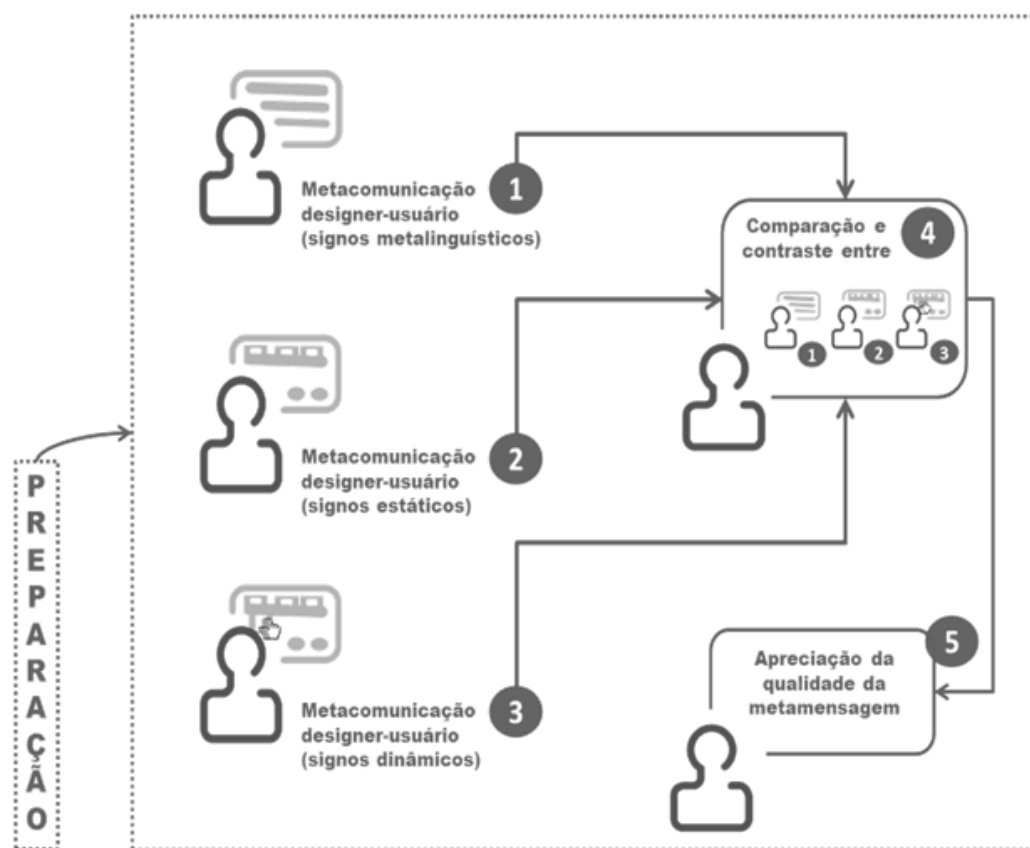 PREPARAÇÃO
Metacomunicação
designer-usuário
(signos metalinguísticos)
1
Metacomunicação
designer-usuário
(signos estáticos)
2
Metacomunicação
designer-usuário
(signos dinâmicos)
3
Comparação e
contraste entre
4
1 2 3
Apreciação da
qualidade da
metamensagem
5